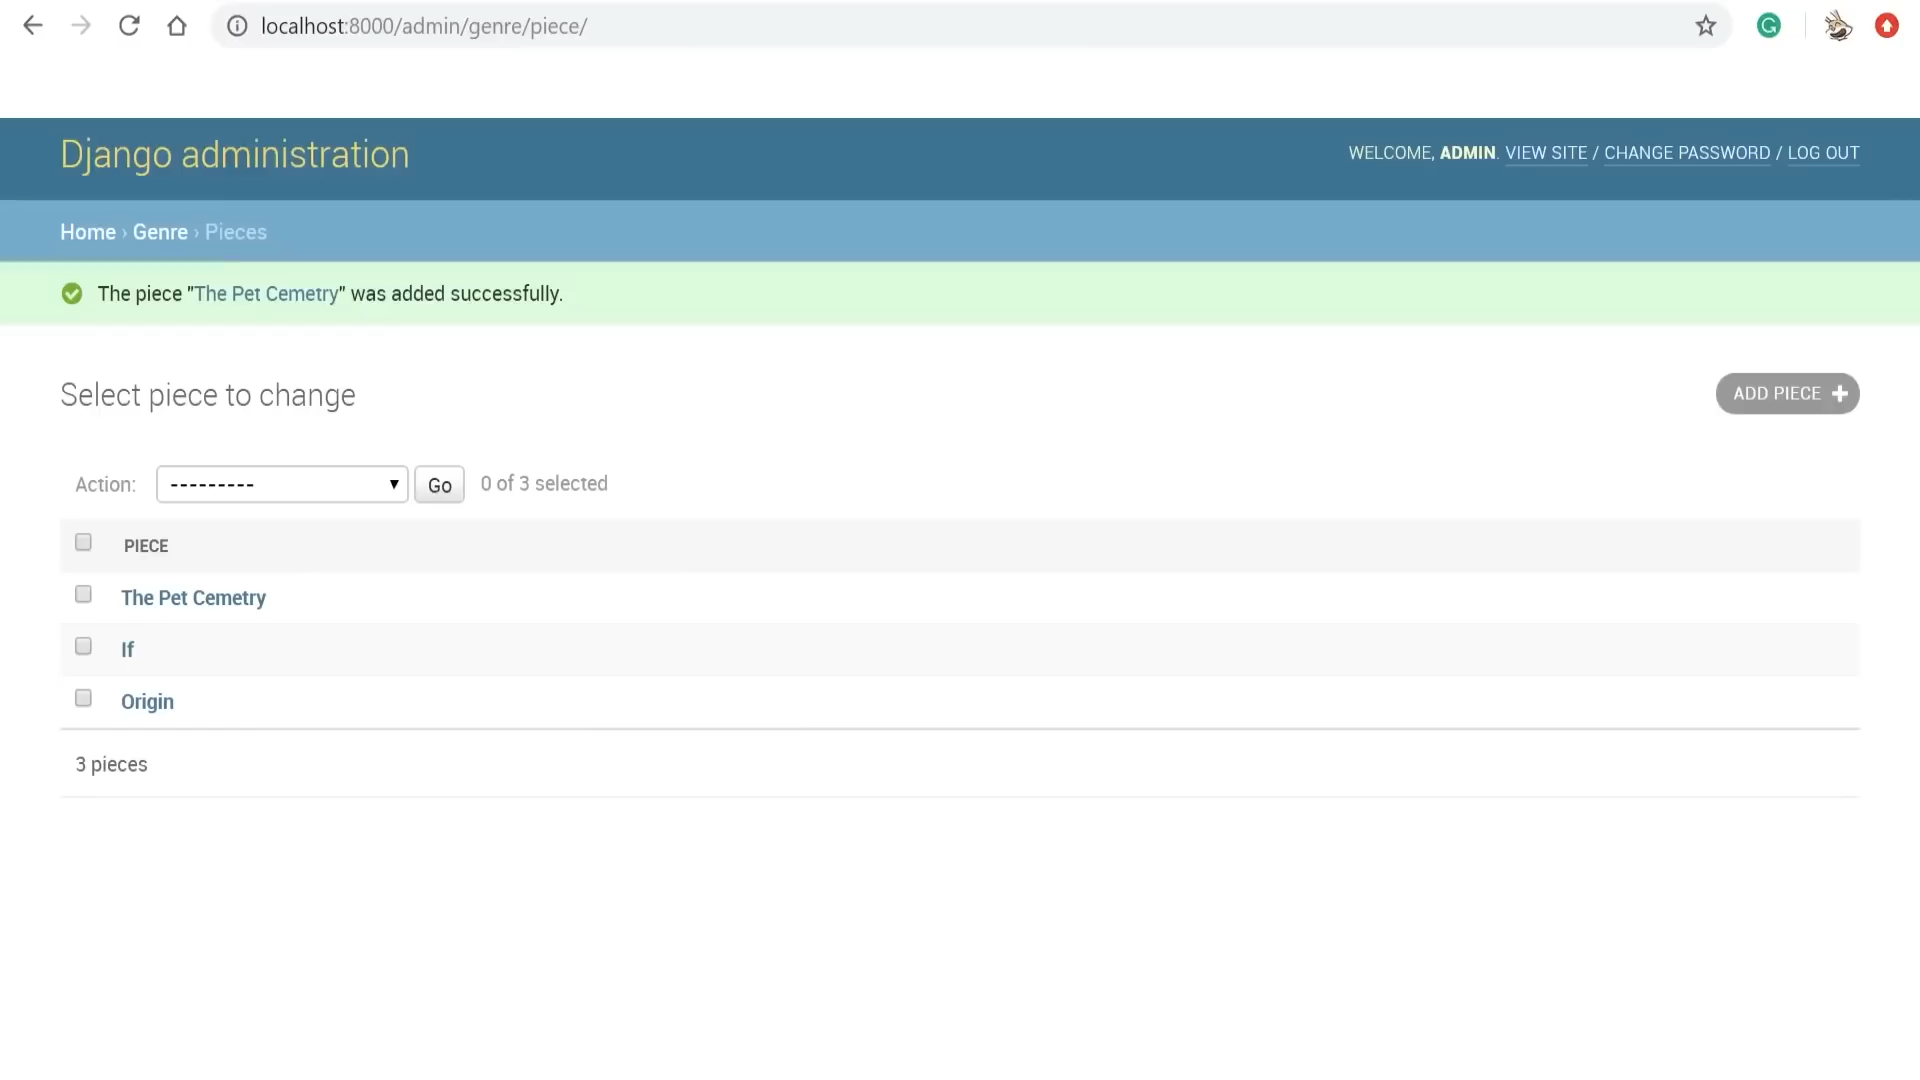 localhost:8000/admin/genre/piece/
Django administration
WELCOME, ADMIN. VIEW SITE / CHANGE PASSWORD / LOG OUT
Home › Genre › Pieces
The piece "The Pet Cemetry" was added successfully.
Select piece to change
ADD PIECE +
Action: --------- Go 0 of 3 selected
PIECE
The Pet Cemetry
If
Origin
3 pieces